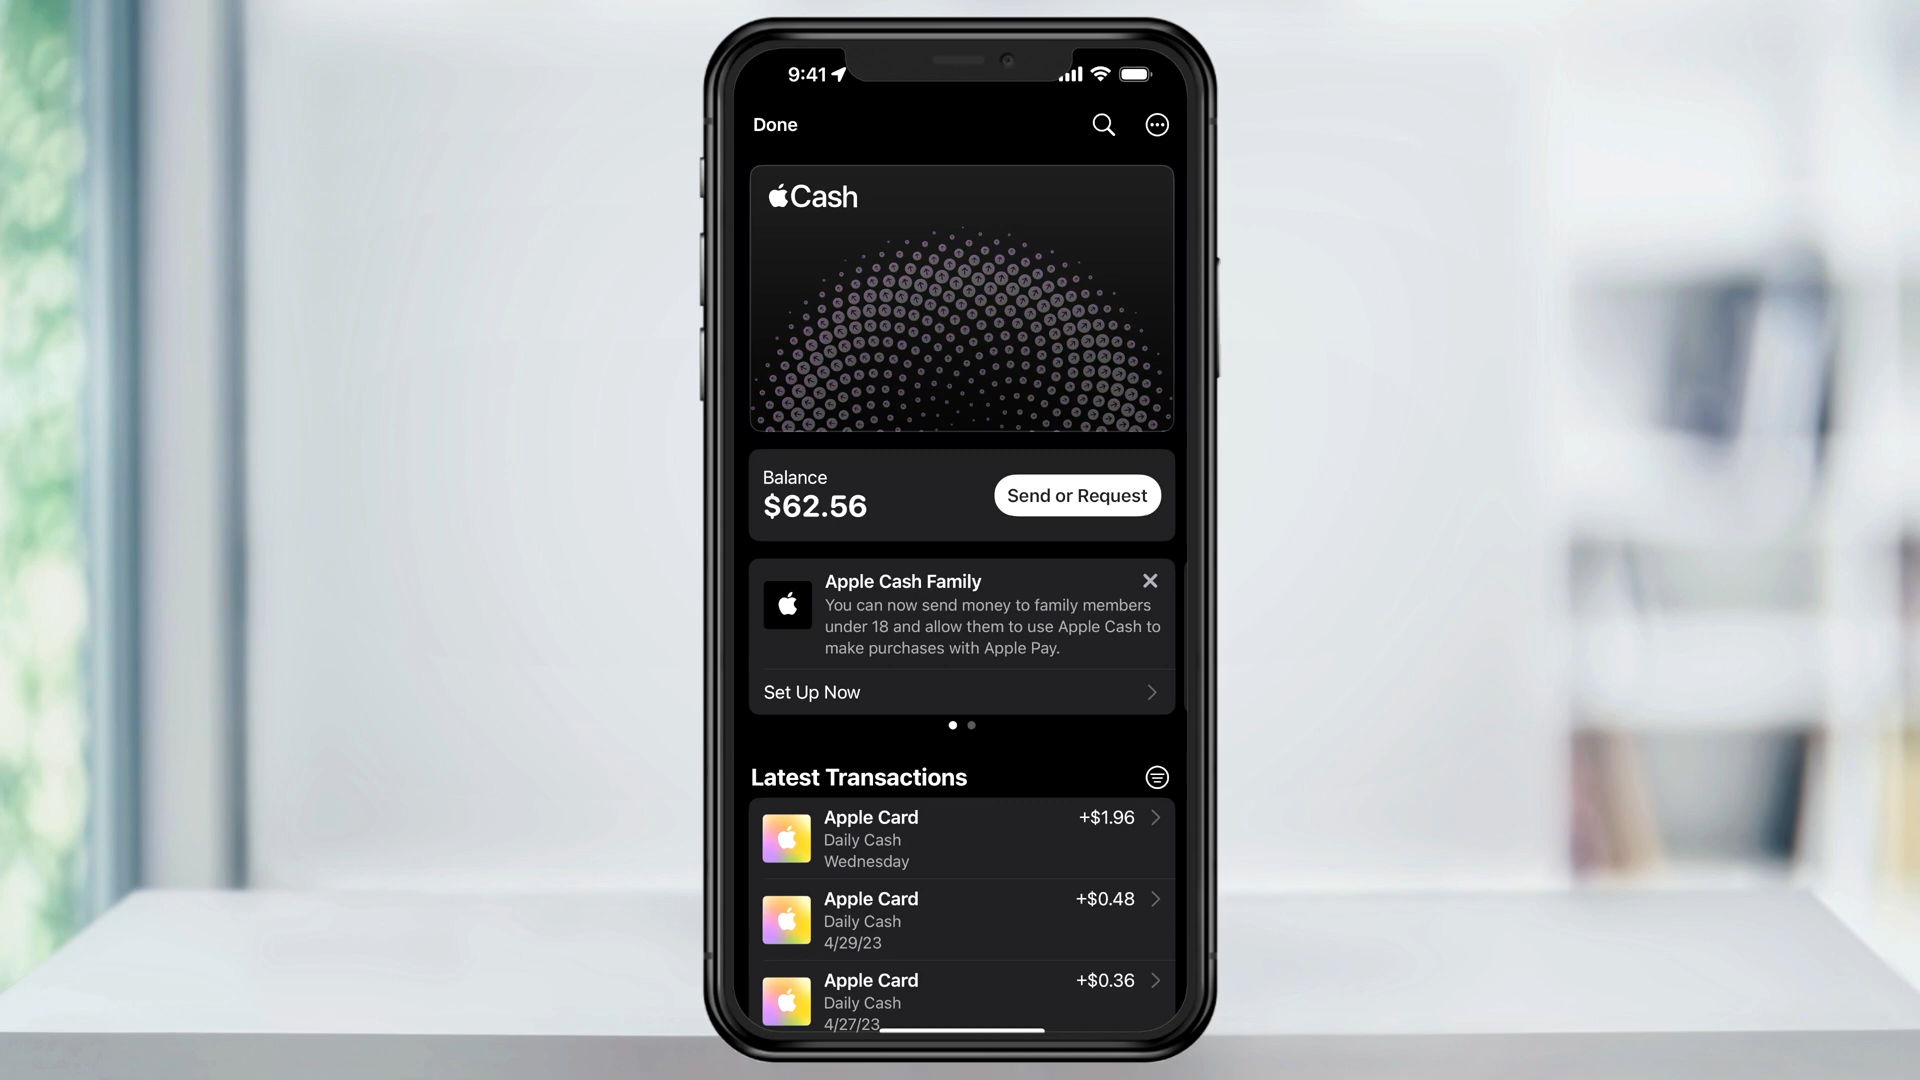 9:41
Done
Cash
Balance
$62.56
Send or Request
Apple Cash Family
You can now send money to family members
under 18 and allow them to use Apple Cash to
make purchases with Apple Pay.
Set Up Now
Latest Transactions
Apple Card
+$1.96
Daily Cash
Wednesday
Apple Card
+$0.48
Daily Cash
4/29/23
Apple Card
+$0.36
Daily Cash
4/27/23